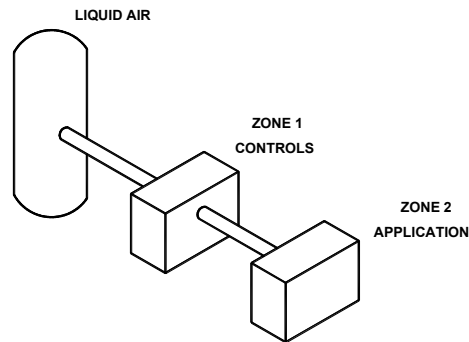 LIQUID AIR
ZONE 1
CONTROLS
ZONE 2
APPLICATION